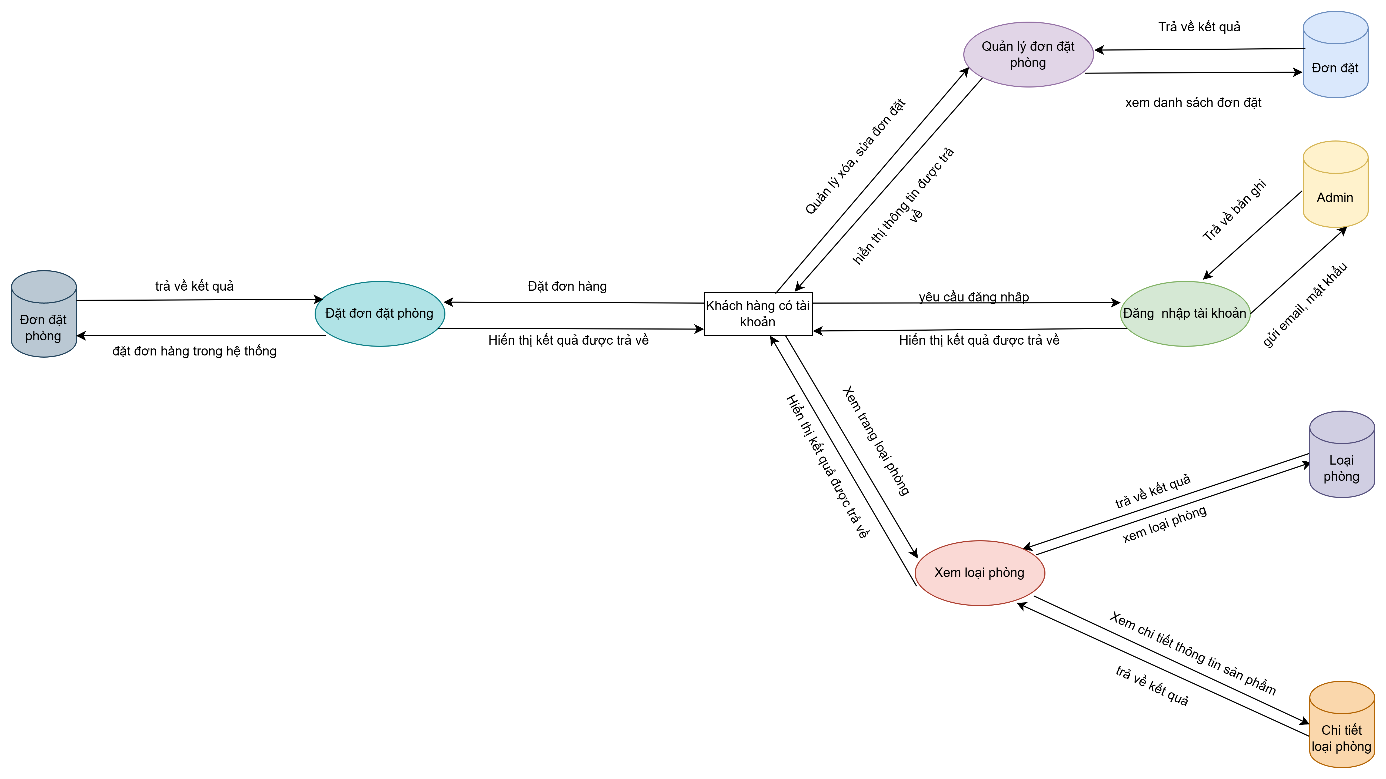 Trả về kết quả
Quản lý đơn đặt
phòng
Đơn đặt
xem danh sách đơn đặt
Quản lý xóa, sửa đơn đặt
hiển thị thông tin được trả
về
Admin
Trả về bản ghi
gửi email, mật khẩu
trả về kết quả
Đơn đặt
phòng
Đặt đơn đặt phòng
đặt đơn hàng trong hệ thống
Đặt đơn hàng
Hiển thị kết quả được trả về
Khách hàng có tài
khoản
yêu cầu đăng nhập
Đăng nhập tài khoản
Hiển thị kết quả được trả về
Xem trang loại phòng
Hiển thị kết quả được trả về
Loại
phòng
trả về kết quả
xem loại phòng
Xem loại phòng
Xem chi tiết thông tin sản phẩm
trả về kết quả
Chi tiết
loại phòng